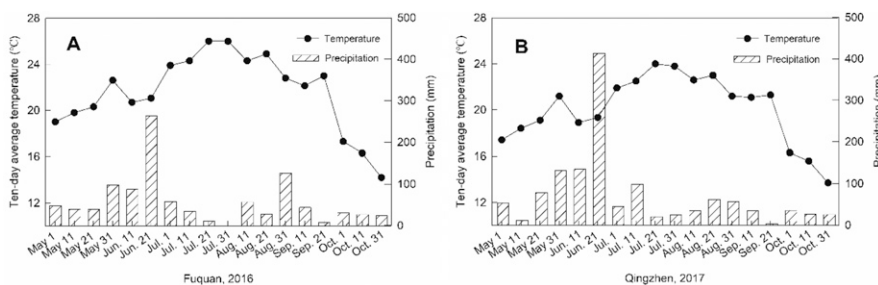 28
24
20
16
12
Ten-day average temperature (℃)
A
Temperature
Precipitation
500
400
300
200
100
0
Precipitation (mm)
May 1
May 11
May 21
May 31
Jun. 11
Jun. 21
Jul. 1
Jul. 11
Jul. 21
Jul. 31
Aug. 11
Aug. 21
Aug. 31
Sep. 11
Sep. 21
Oct. 1
Oct. 11
Oct. 31
Fuquan, 2016
28
24
20
16
12
Ten-day average temperature (℃)
B
Temperature
Precipitation
500
400
300
200
100
0
Precipitation (mm)
May 1
May 11
May 21
May 31
Jun. 11
Jun. 21
Jul. 1
Jul. 11
Jul. 21
Jul. 31
Aug. 11
Aug. 21
Aug. 31
Sep. 11
Sep. 21
Oct. 1
Oct. 11
Oct. 31
Qingzhen, 2017